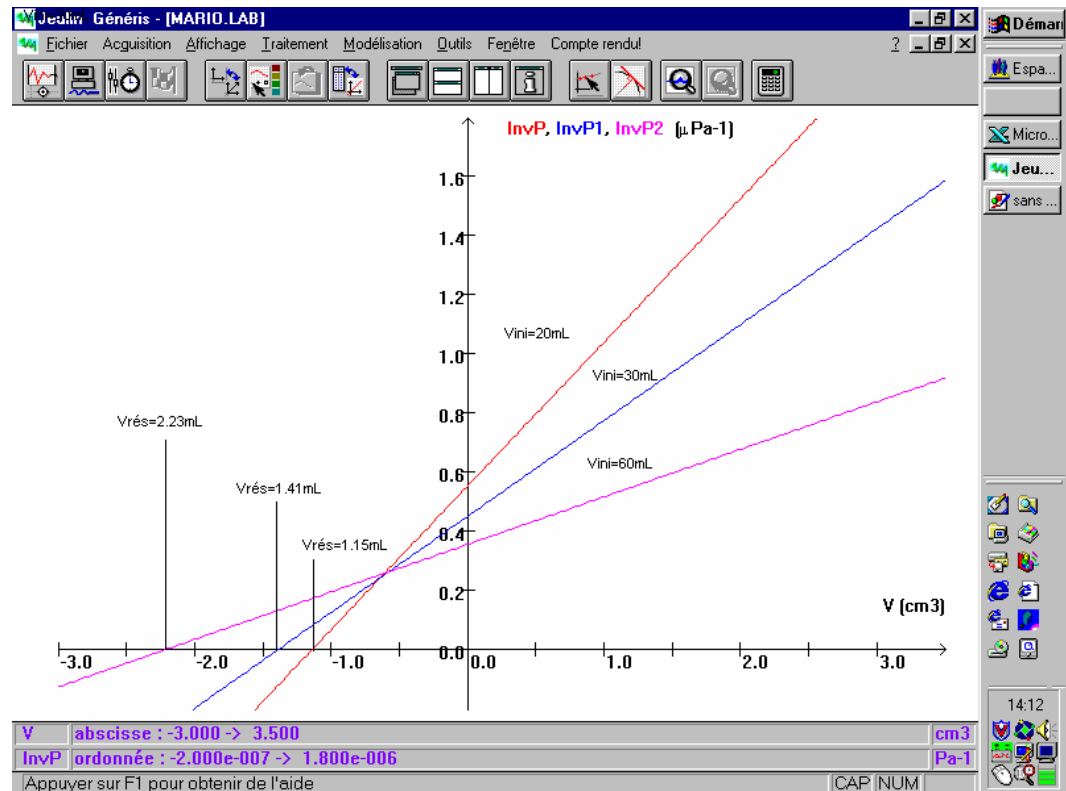 Jeulin Généris - [MARIO.LAB]
Fichier Acquisition Affichage Traitement Modélisation Outils Fenêtre Compte rendu! ?
InvP, InvP1, InvP2 (µ Pa-1)
1.6
1.4
1.2
1.0
0.8
0.6
0.4
0.2
0.0
Vini=20mL
Vini=30mL
Vini=60mL
Vrés=2.23mL
Vrés=1.41mL
Vrés=1.15mL
V (cm3)
-3.0 -2.0 -1.0 0.0 1.0 2.0 3.0
V abscisse : -3.000 -> 3.500 cm3
InvP ordonnée : -2.000e-007 -> 1.800e-006 Pa-1
Appuyer sur F1 pour obtenir de l'aide CAP NUM
Démarr
Espa...
Micro...
Jeu...
sans ...
14:12